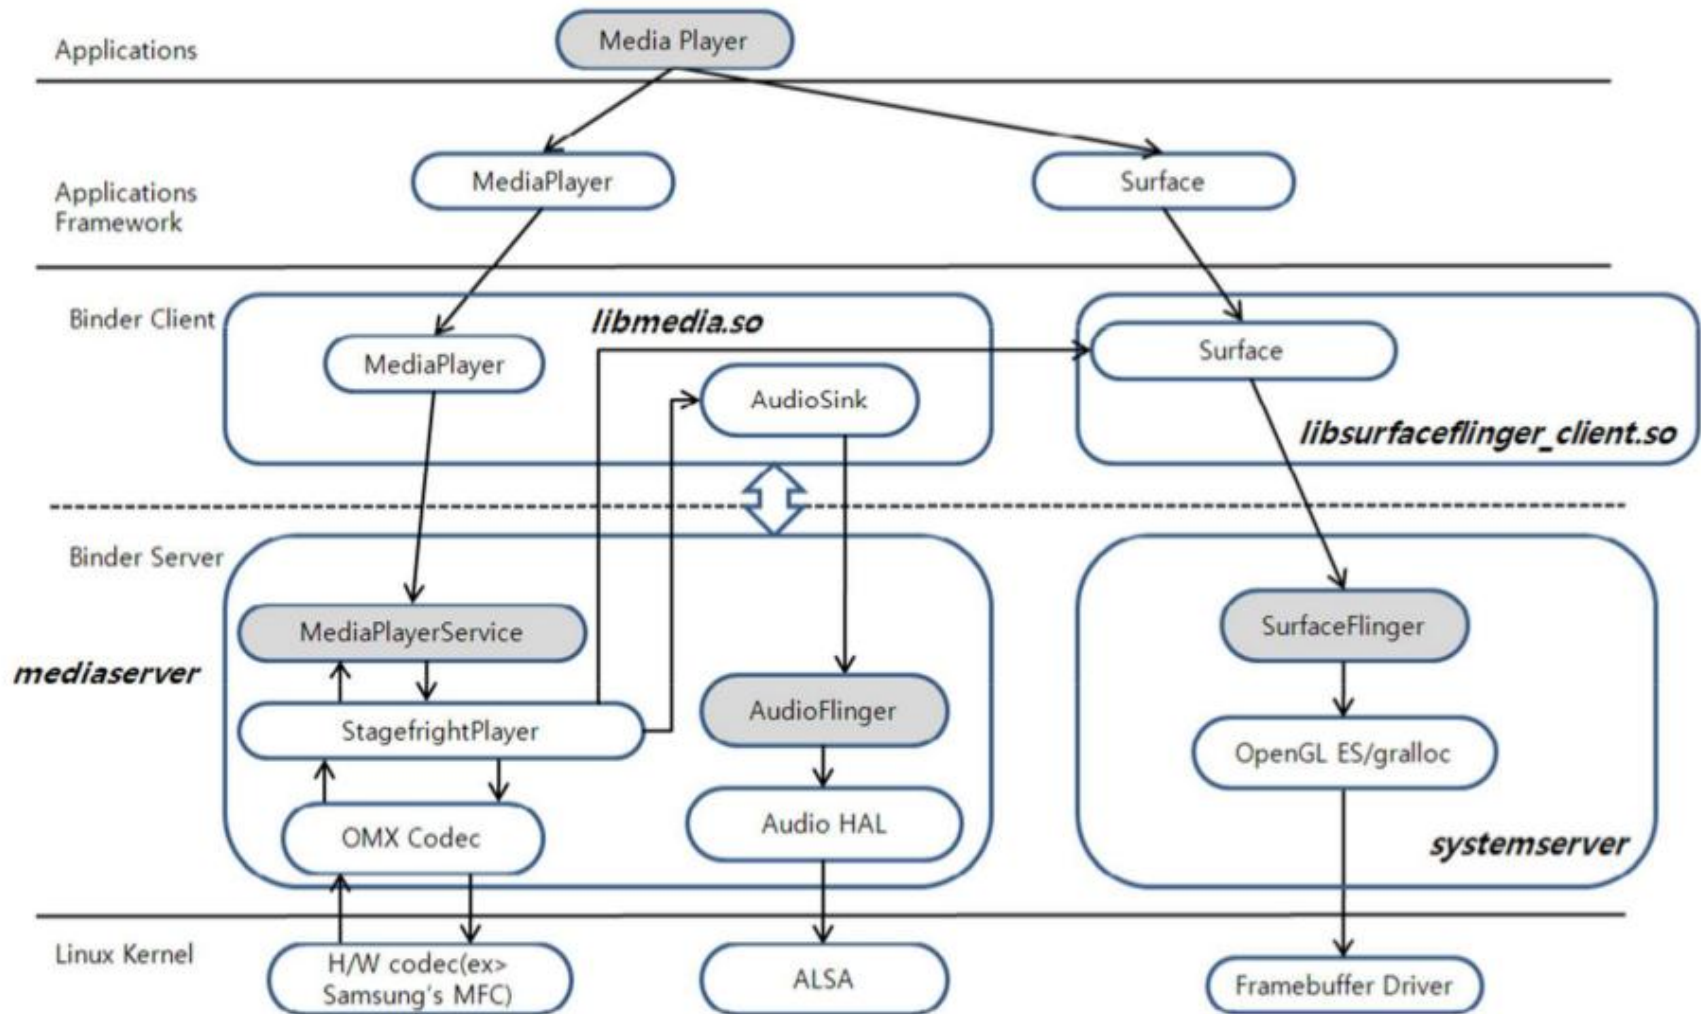 Applications
Media Player
Applications
Framework
MediaPlayer
Surface
Binder Client
libmedia.so
MediaPlayer
AudioSink
Surface
libsurfaceflinger_client.so
Binder Server
mediaserver
MediaPlayerService
StagefrightPlayer
OMX Codec
AudioFlinger
Audio HAL
SurfaceFlinger
OpenGL ES/gralloc
systemserver
Linux Kernel
H/W codec(ex>
Samsung's MFC)
ALSA
Framebuffer Driver